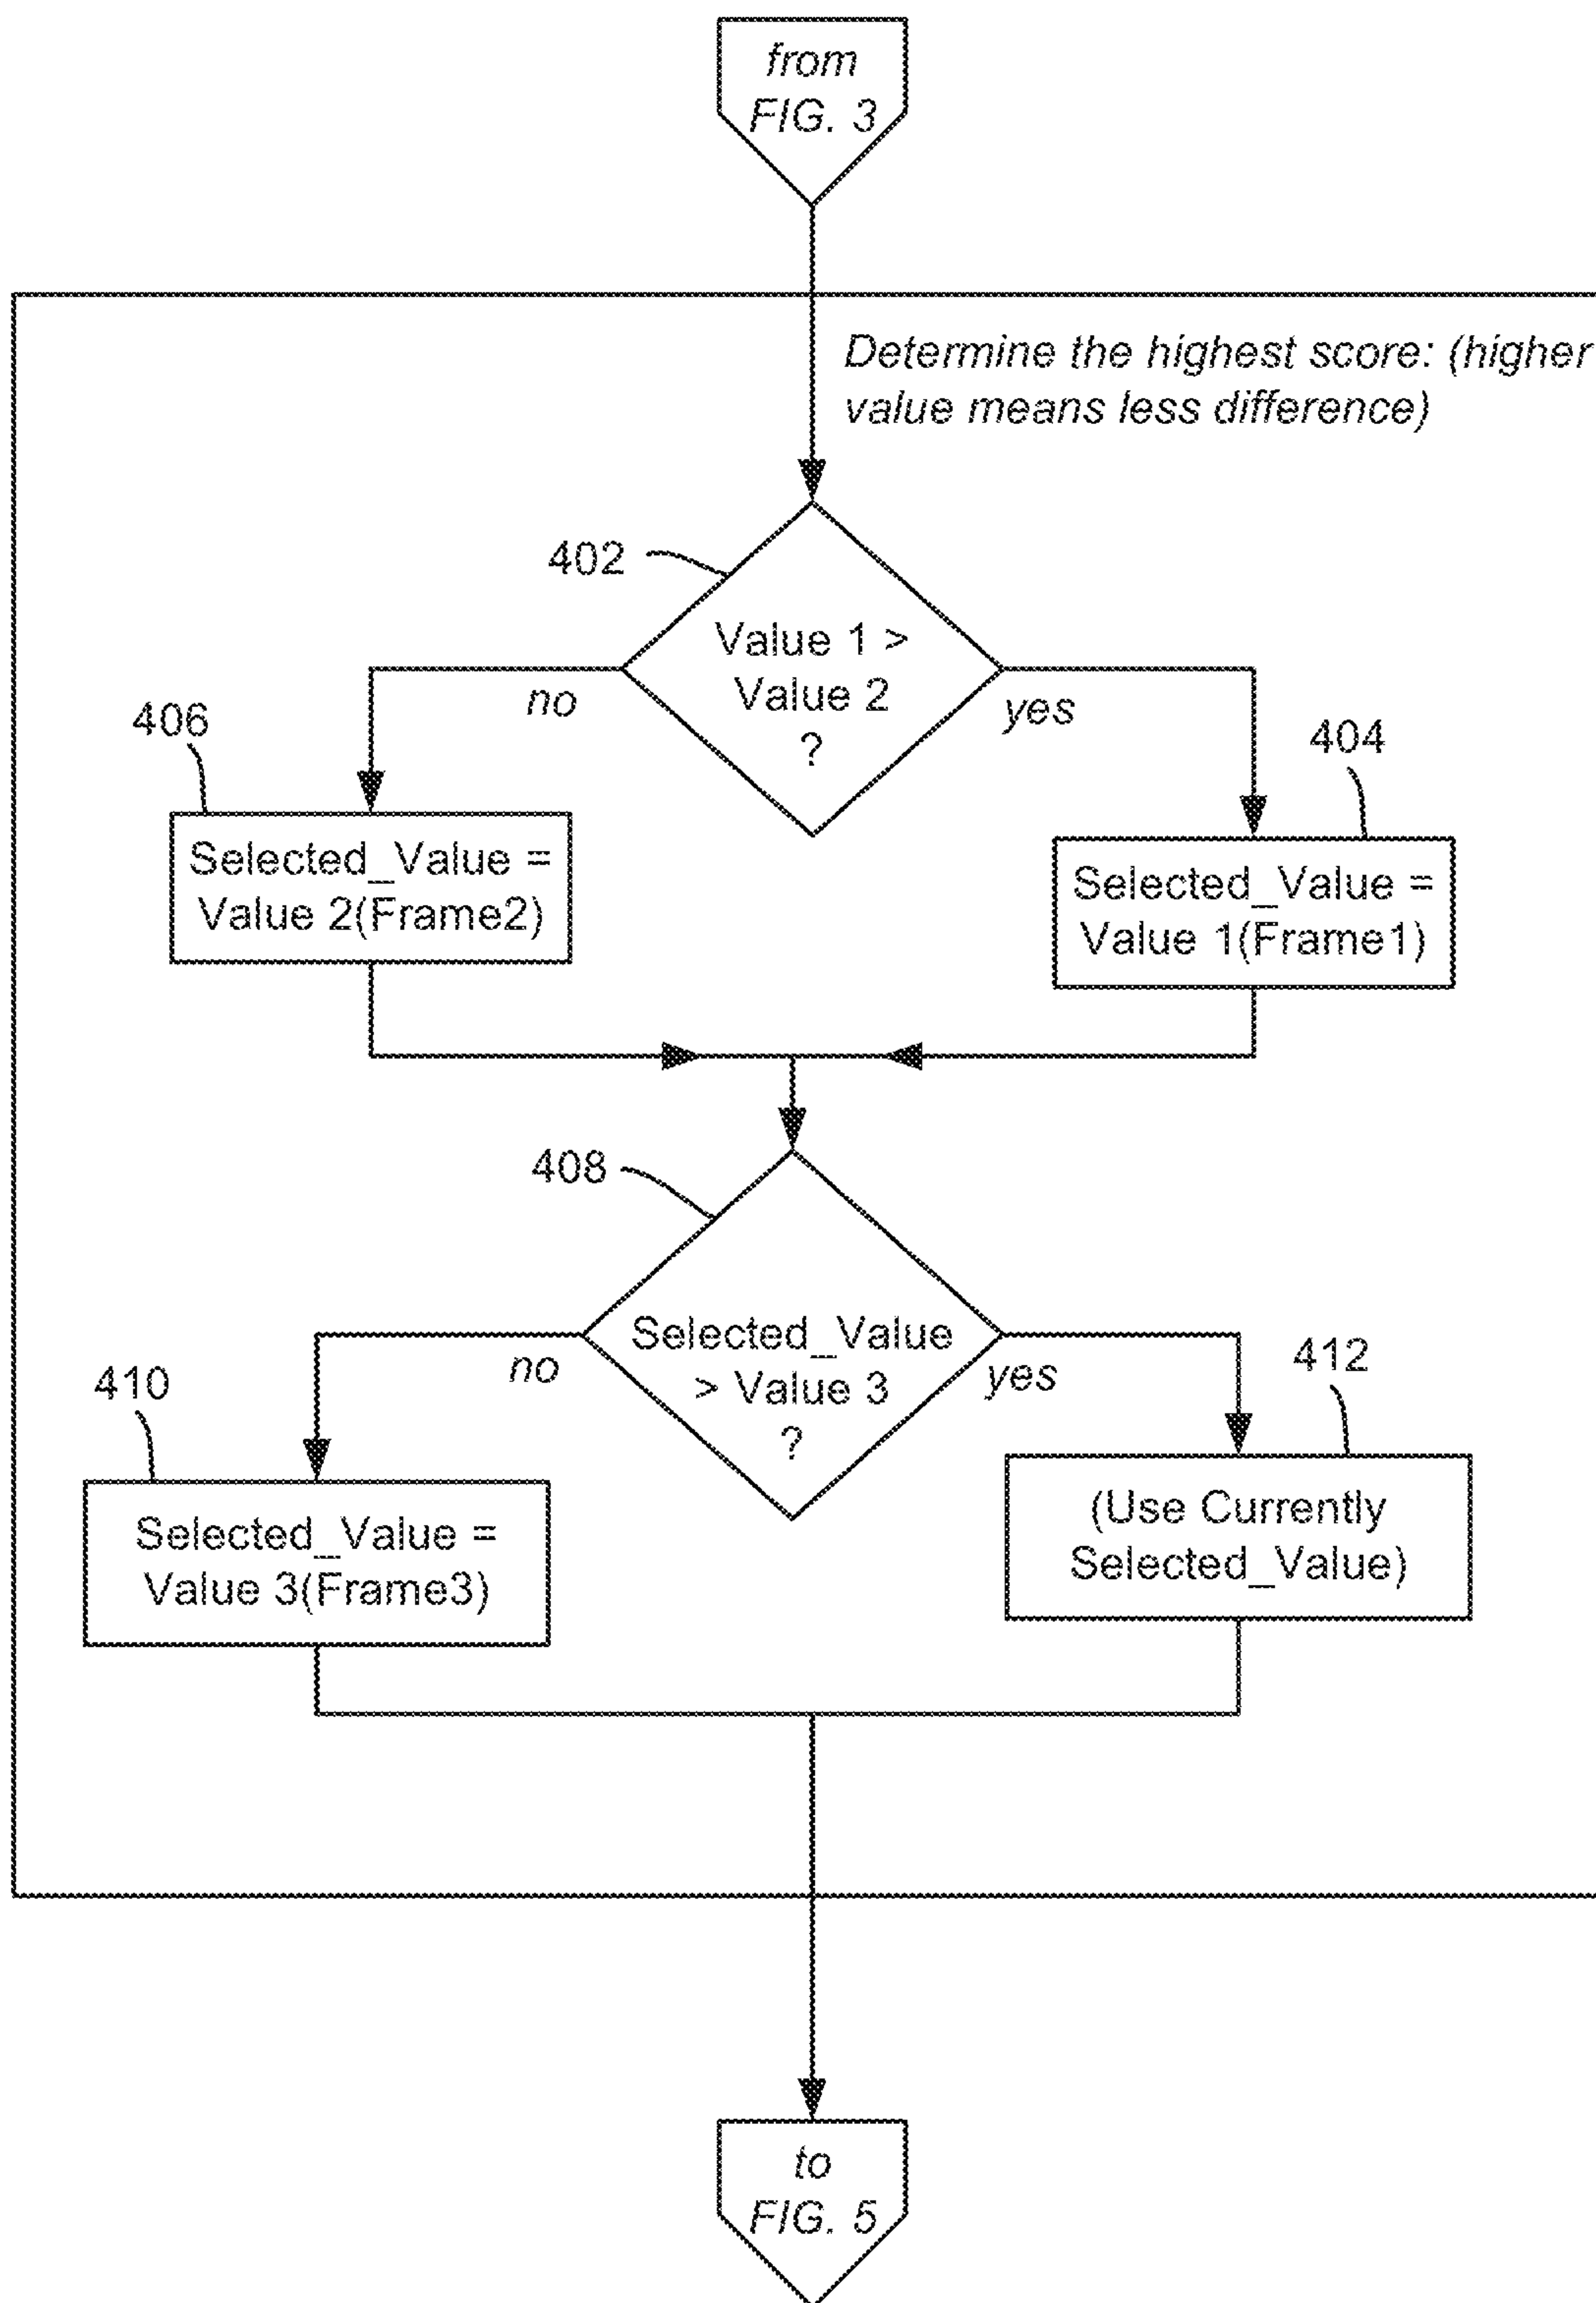 from
FIG. 3
Determine the highest score: (higher
value means less difference)
402
Value 1 >
Value 2
?
no
yes
406
404
Selected_Value =
Value 2(Frame2)
Selected_Value =
Value 1(Frame1)
408
Selected_Value
> Value 3
?
no
yes
410
412
Selected_Value =
Value 3(Frame3)
(Use Currently
Selected_Value)
to
FIG. 5